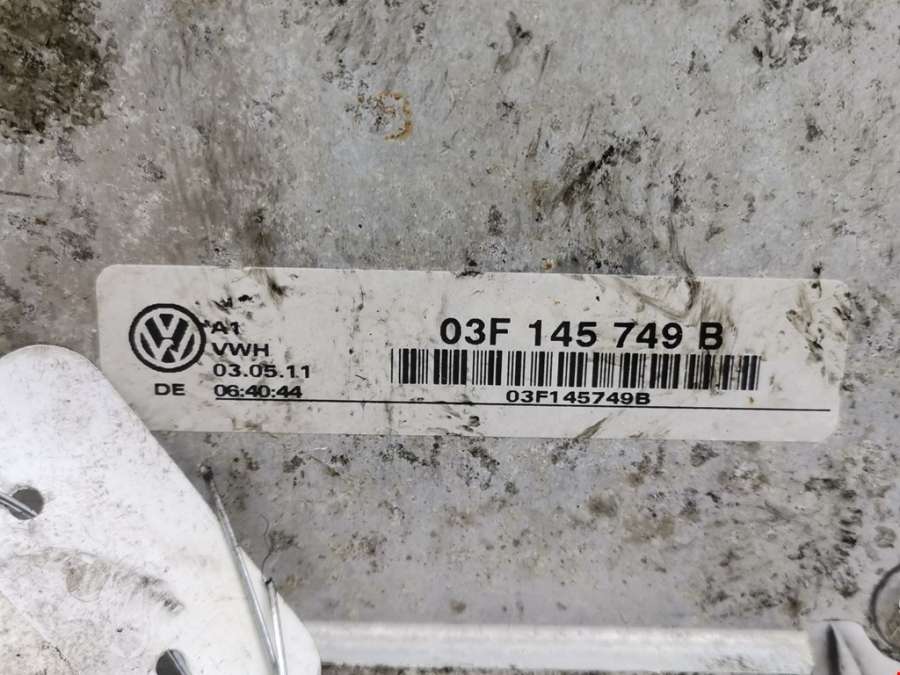 A1
VWH
03.05.11
DE 06:40:44
03F 145 749 B
03F145749B